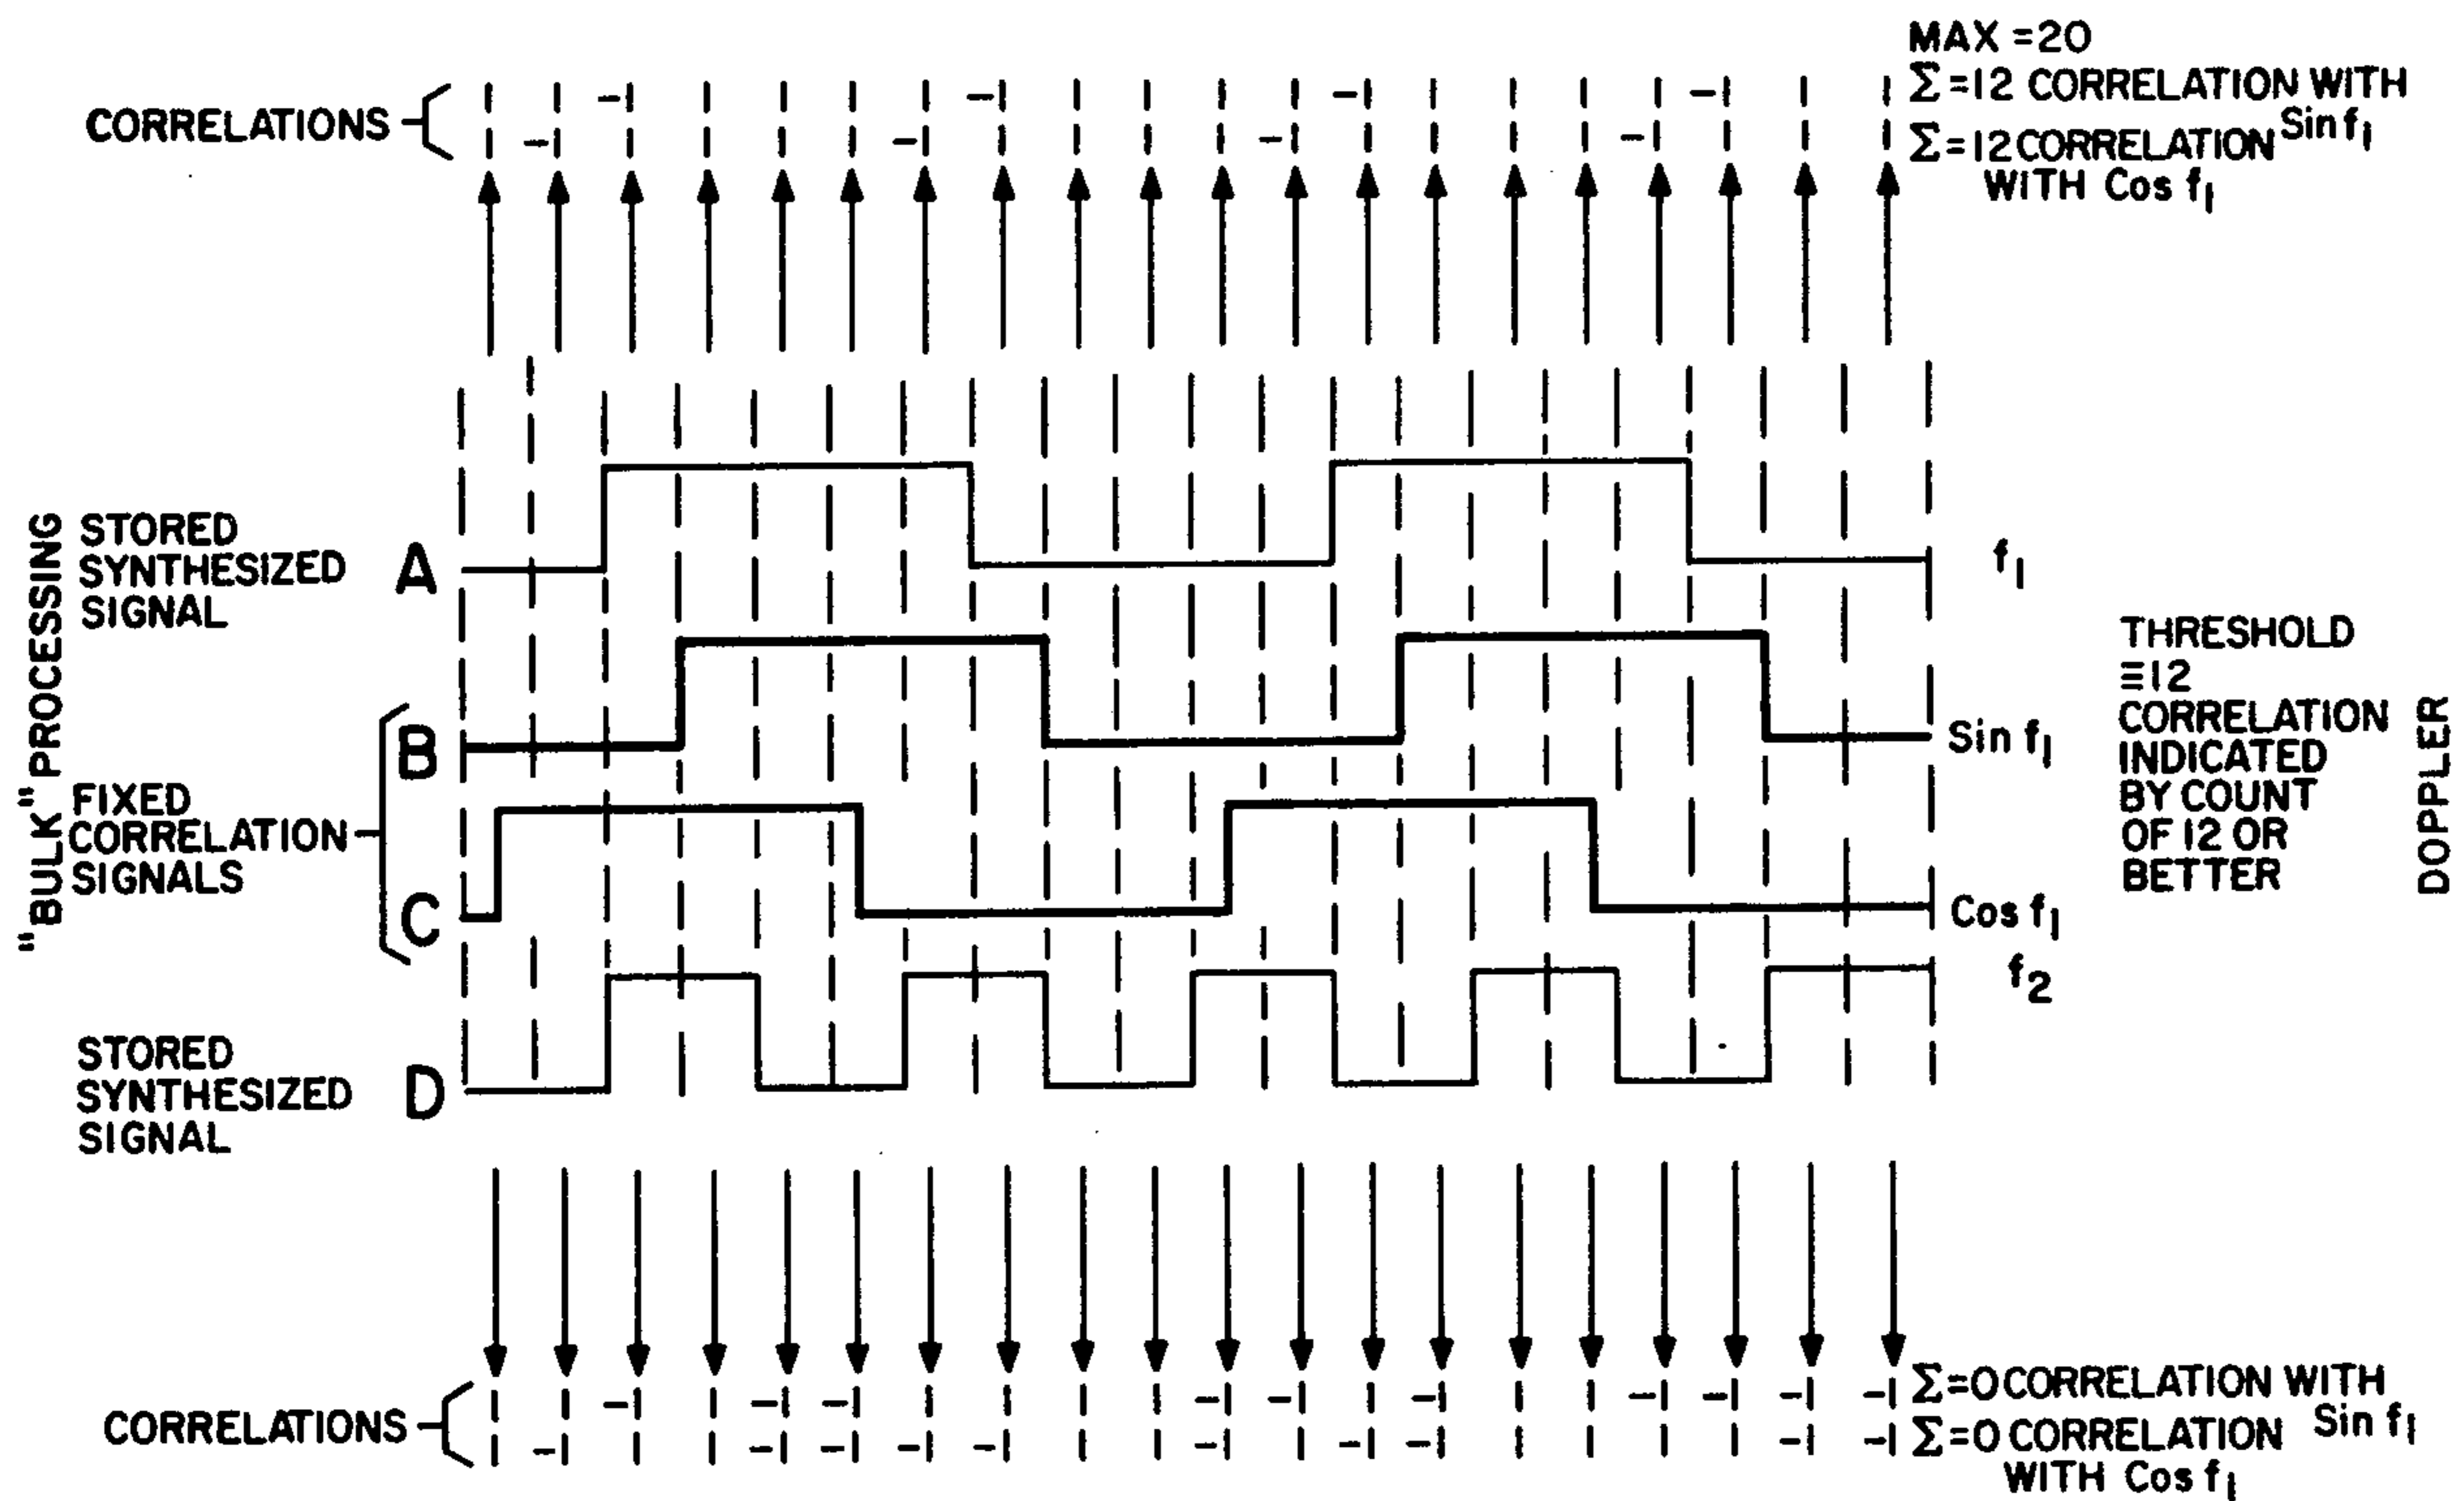 MAX = 20
Σ = 12 CORRELATION WITH
Sin f1
Σ = 12 CORRELATION
WITH Cos f1
CORRELATIONS
1 1 -1 1 1 1 1 -1 1 1 1 1 -1 1 1 1 1 -1 1 1
1 -1 1 1 1 1 -1 1 1 1 1 -1 1 1 1 1 -1 1 1 1
"BULK" PROCESSING
STORED
SYNTHESIZED
SIGNAL
A
f1
B
Sin f1
FIXED
CORRELATION
SIGNALS
C
Cos f1
f2
STORED
SYNTHESIZED
SIGNAL
D
THRESHOLD
≡12
CORRELATION
INDICATED
BY COUNT
OF 12 OR
BETTER
DOPPLER
CORRELATIONS
1 1 -1 1 -1 -1 1 1 1 1 -1 -1 1 -1 1 1 -1 -1 -1 -1
1 -1 1 1 -1 -1 -1 -1 1 1 -1 1 -1 -1 1 1 1 1 -1 -1
Σ=0 CORRELATION WITH
Sin f1
Σ=0 CORRELATION
WITH Cos f1